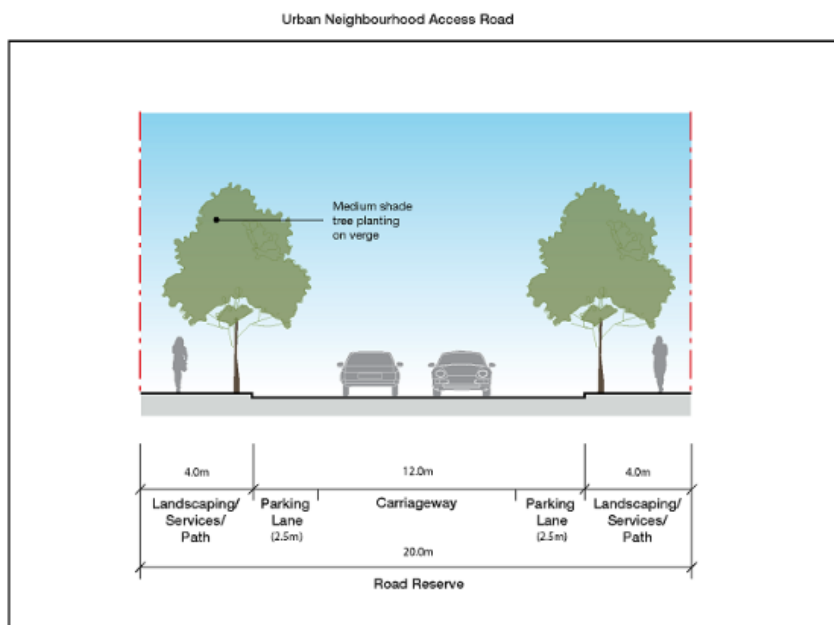 Urban Neighbourhood Access Road
Medium shade
tree planting
on verge
4.0m
12.0m
4.0m
Landscaping/
Services/
Path
Parking
Lane
(2.5m)
Carriageway
Parking
Lane
(2.5m)
Landscaping/
Services/
Path
20.0m
Road Reserve